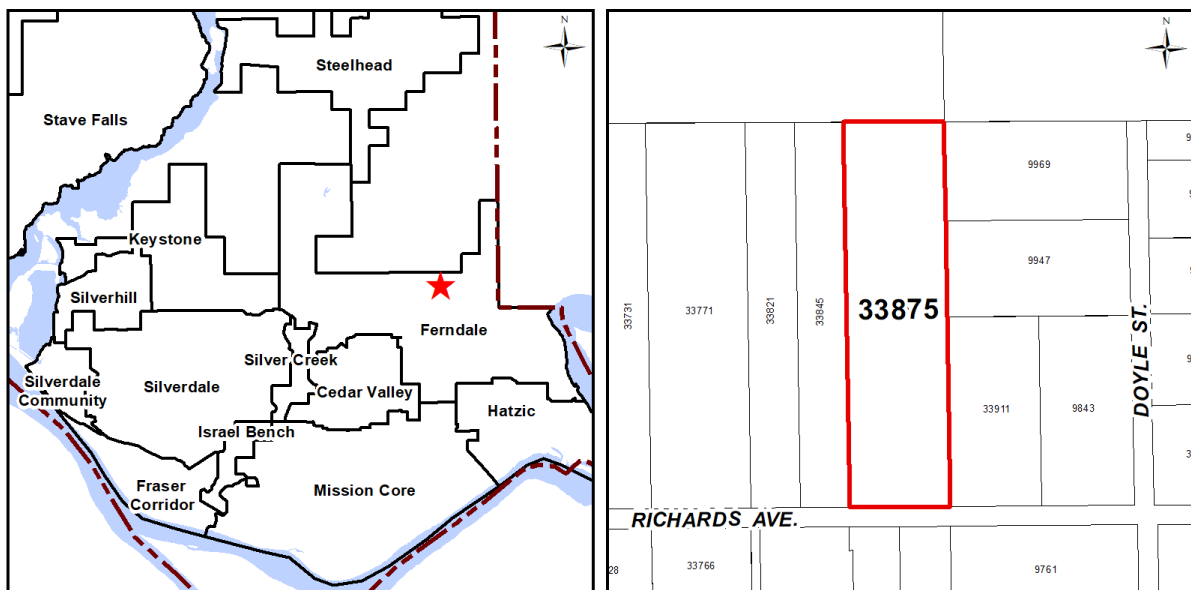 N
Steelhead
Stave Falls
Keystone
Silverhill
Ferndale
Silver Creek
Silverdale
Community
Silverdale
Cedar Valley
Hatzic
Israel Bench
Fraser
Corridor
Mission Core
N
9969
9947
33731
33771
33821
33845
33875
33911
9843
DOYLE ST.
RICHARDS AVE.
28
33766
9761